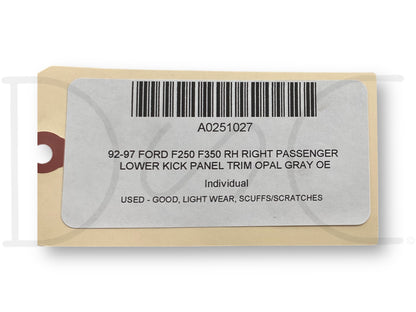 A0251027
92-97 FORD F250 F350 RH RIGHT PASSENGER
LOWER KICK PANEL TRIM OPAL GRAY OE
Individual
USED - GOOD, LIGHT WEAR, SCUFFS/SCRATCHES